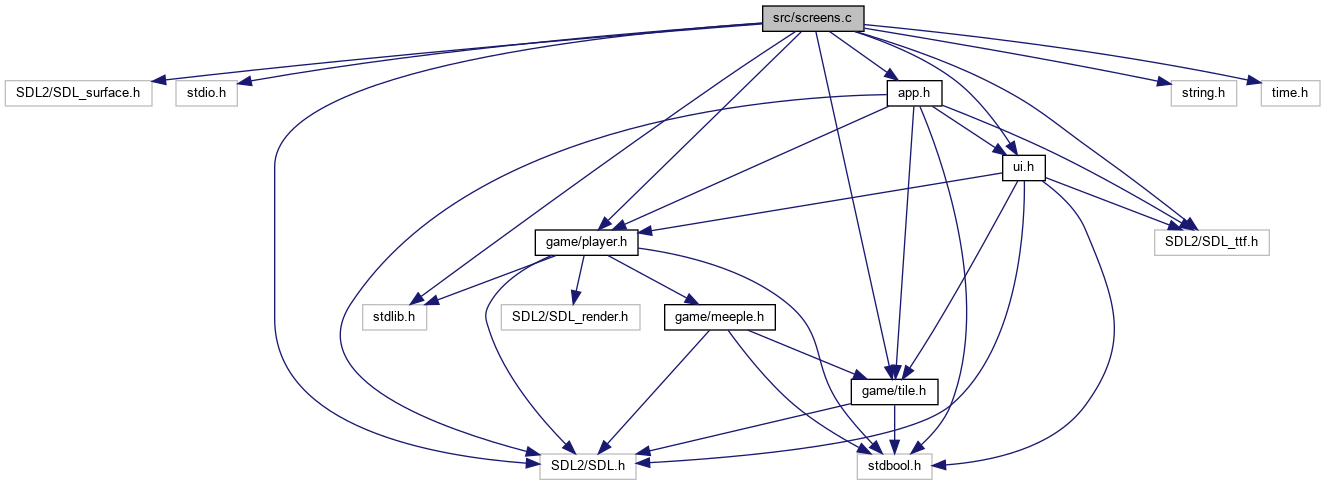 src/screens.c
SDL2/SDL_surface.h
stdio.h
app.h
string.h
time.h
ui.h
game/player.h
SDL2/SDL_ttf.h
stdlib.h
SDL2/SDL_render.h
game/meeple.h
game/tile.h
SDL2/SDL.h
stdbool.h